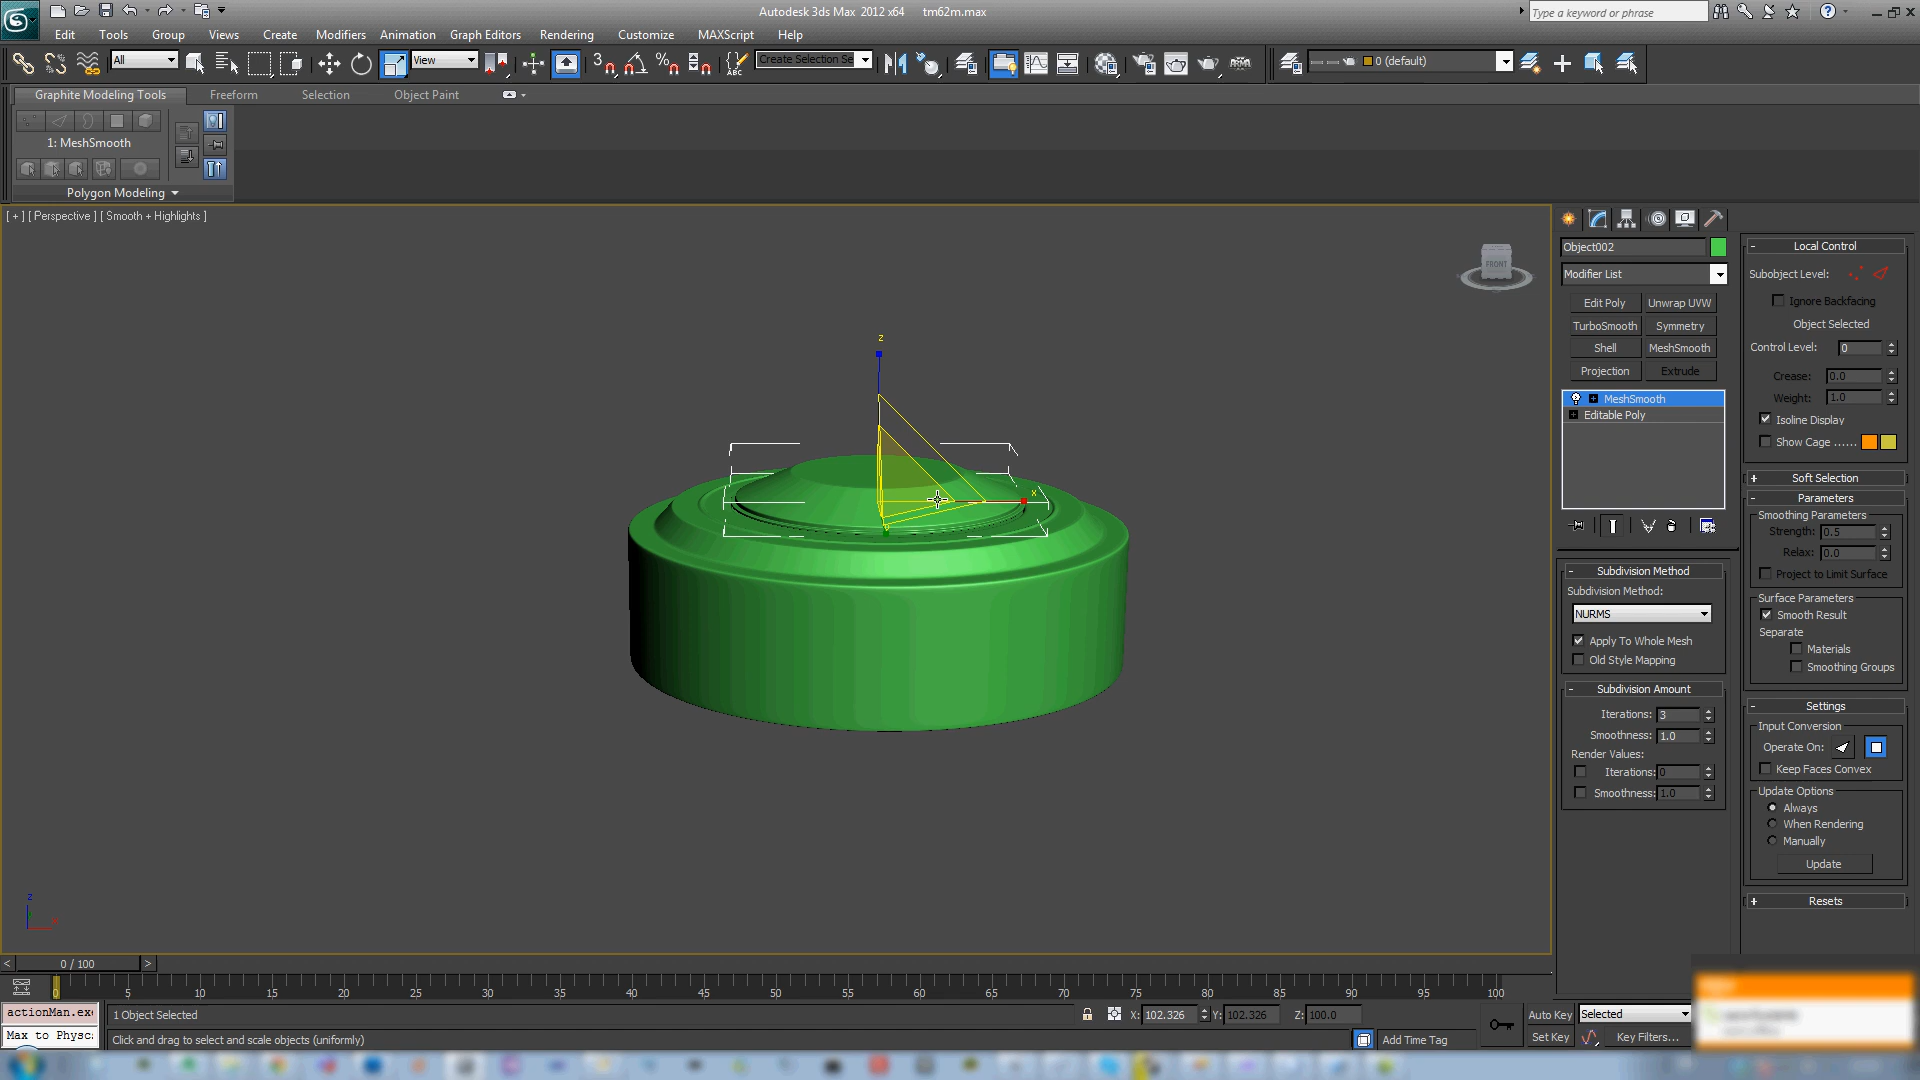 Autodesk 3ds Max 2012 x64 tm62m.max
Type a keyword or phrase
Edit Tools Group Views Create Modifiers Animation Graph Editors Rendering Customize MAXScript Help
All
View
3
Create Selection Se
0 (default)
Graphite Modeling Tools Freeform Selection Object Paint
1: MeshSmooth
Polygon Modeling
[ + ] [ Perspective ] [ Smooth + Highlights ]
FRONT
z
x
z
Object002
Modifier List
Edit Poly Unwrap UVW
TurboSmooth Symmetry
Shell MeshSmooth
Projection Extrude
MeshSmooth
Editable Poly
- Subdivision Method
Subdivision Method:
NURMS
Apply To Whole Mesh
Old Style Mapping
- Subdivision Amount
Iterations: 3
Smoothness: 1.0
Render Values:
Iterations: 0
Smoothness: 1.0
- Local Control
Subobject Level:
Ignore Backfacing
Object Selected
Control Level: 0
Crease: 0.0
Weight: 1.0
Isoline Display
Show Cage ......
+ Soft Selection
- Parameters
Smoothing Parameters
Strength: 0.5
Relax: 0.0
Project to Limit Surface
Surface Parameters
Smooth Result
Separate
Materials
Smoothing Groups
- Settings
Input Conversion
Operate On:
Keep Faces Convex
Update Options
Always
When Rendering
Manually
Update
+ Resets
< 0 / 100 >
0 5 10 15 20 25 30 35 40 45 50 55 60 65 70 75 80 85 90 95 100
actionMan.exe
Max to Physc
1 Object Selected
X: 102.326 Y: 102.326 Z: 100.0
Auto Key Selected
Click and drag to select and scale objects (uniformly)
Add Time Tag
Set Key Key Filters...